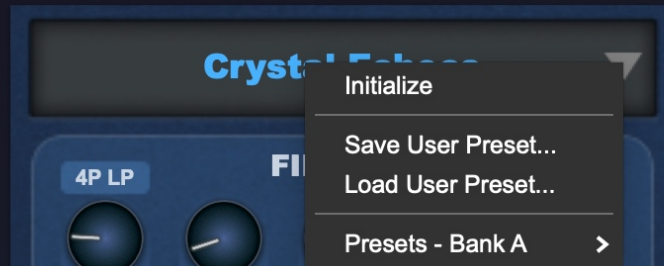 Crystal
Initialize
Save User Preset...
Load User Preset...
4P LP
Presets - Bank A